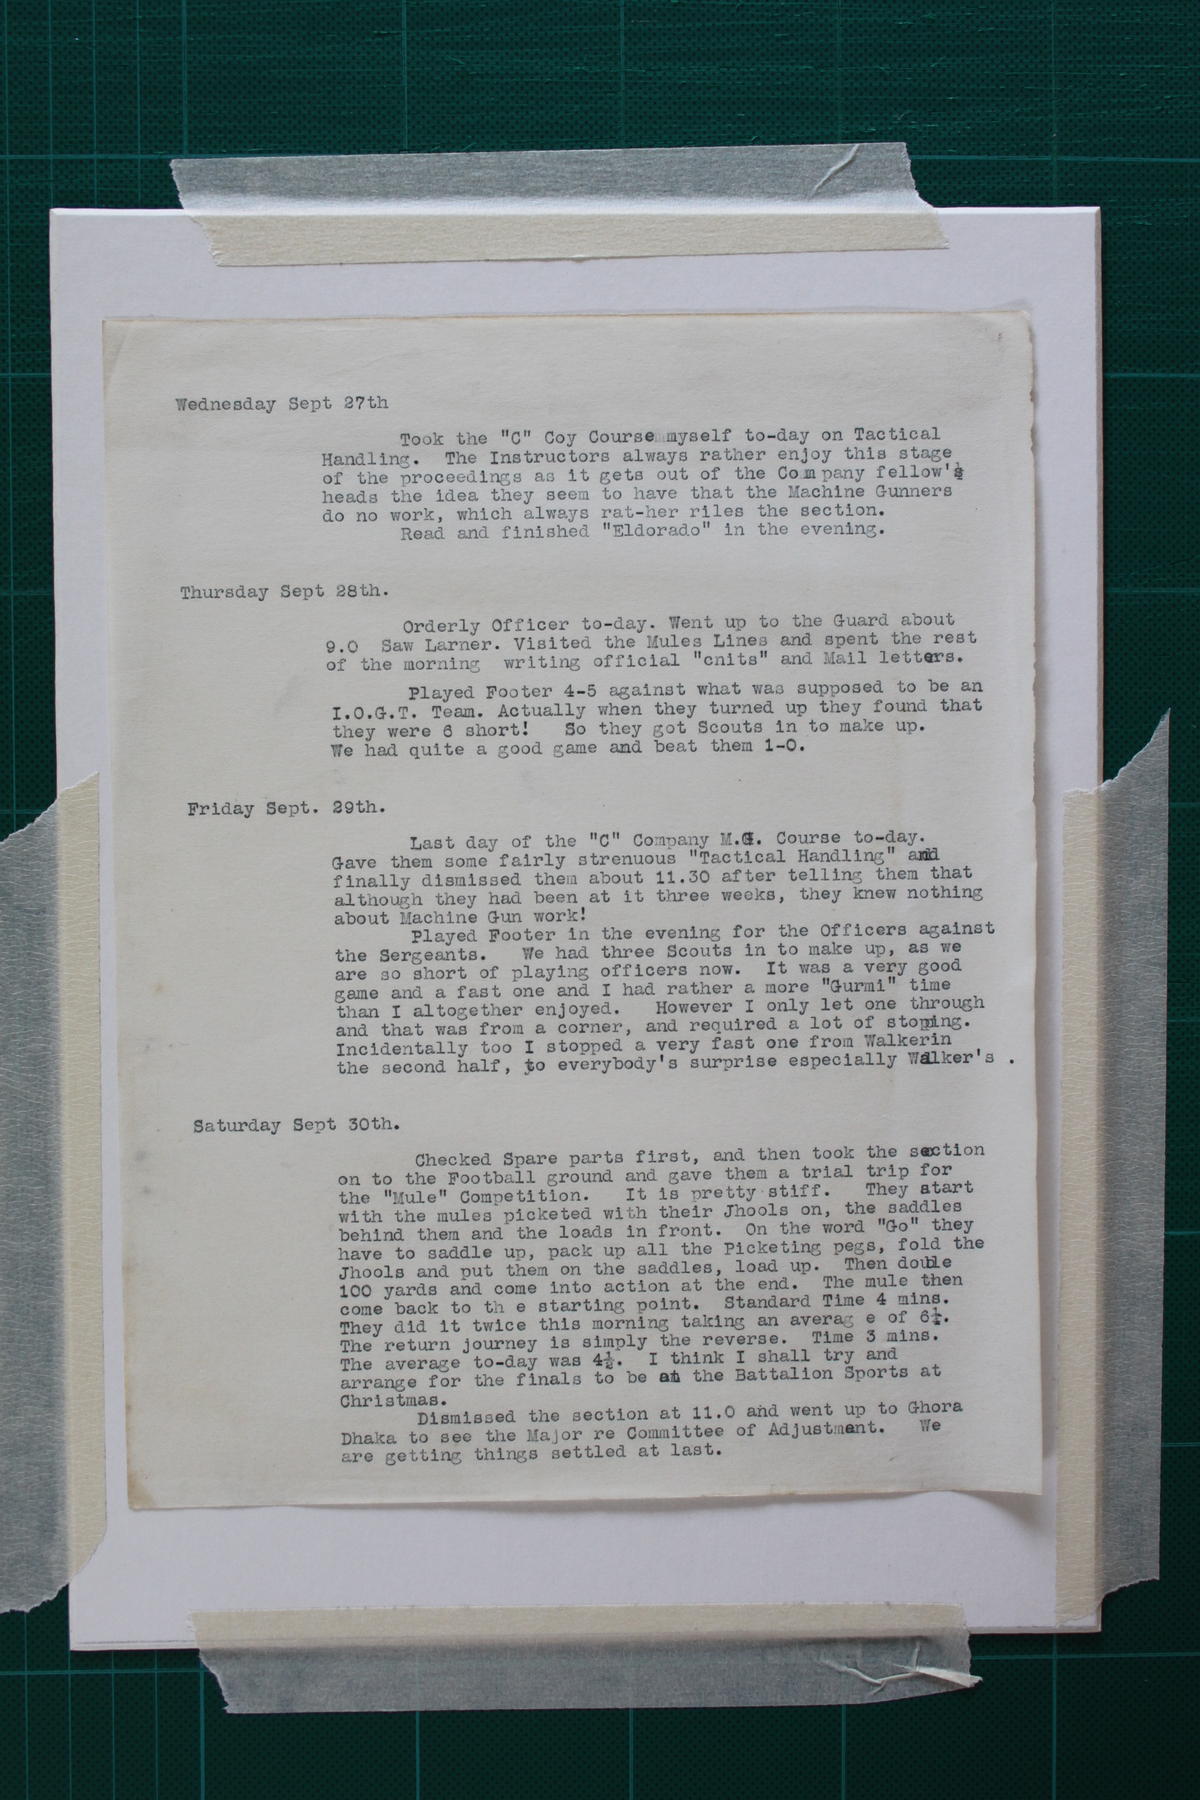 Wednesday Sept 27th
Took the "C" Coy Course myself to-day on Tactical
Handling. The Instructors always rather enjoy this stage
of the proceedings as it gets out of the Company fellow's
heads the idea they seem to have that the Machine Gunners
do no work, which always rat-her riles the section.
Read and finished "Eldorado" in the evening.
Thursday Sept 28th.
Orderly Officer to-day. Went up to the Guard about
9.0 Saw Larner. Visited the Mules Lines and spent the rest
of the morning writing official "cnits" and Mail letters.
Played Footer 4-5 against what was supposed to be an
I.O.G.T. Team. Actually when they turned up they found that
they were 6 short! So they got Scouts in to make up.
We had quite a good game and beat them 1-0.
Friday Sept. 29th.
Last day of the "C" Company M.G. Course to-day.
Gave them some fairly strenuous "Tactical Handling" and
finally dismissed them about 11.30 after telling them that
although they had been at it three weeks, they knew nothing
about Machine Gun work!
Played Footer in the evening for the Officers against
the Sergeants. We had three Scouts in to make up, as we
are so short of playing officers now. It was a very good
game and a fast one and I had rather a more "Gurmi" time
than I altogether enjoyed. However I only let one through
and that was from a corner, and required a lot of stopping.
Incidentally too I stopped a very fast one from Walkerin
the second half, to everybody's surprise especially Walker's .
Saturday Sept 30th.
Checked Spare parts first, and then took the section
on to the Football ground and gave them a trial trip for
the "Mule" Competition. It is pretty stiff. They start
with the mules picketed with their Jhools on, the saddles
behind them and the loads in front. On the word "Go" they
have to saddle up, pack up all the Picketing pegs, fold the
Jhools and put them on the saddles, load up. Then double
100 yards and come into action at the end. The mule then
come back to th e starting point. Standard Time 4 mins.
They did it twice this morning taking an averag e of 6½.
The return journey is simply the reverse. Time 3 mins.
The average to-day was 4½. I think I shall try and
arrange for the finals to be at the Battalion Sports at
Christmas.
Dismissed the section at 11.0 and went up to Ghora
Dhaka to see the Major re Committee of Adjustment. We
are getting things settled at last.